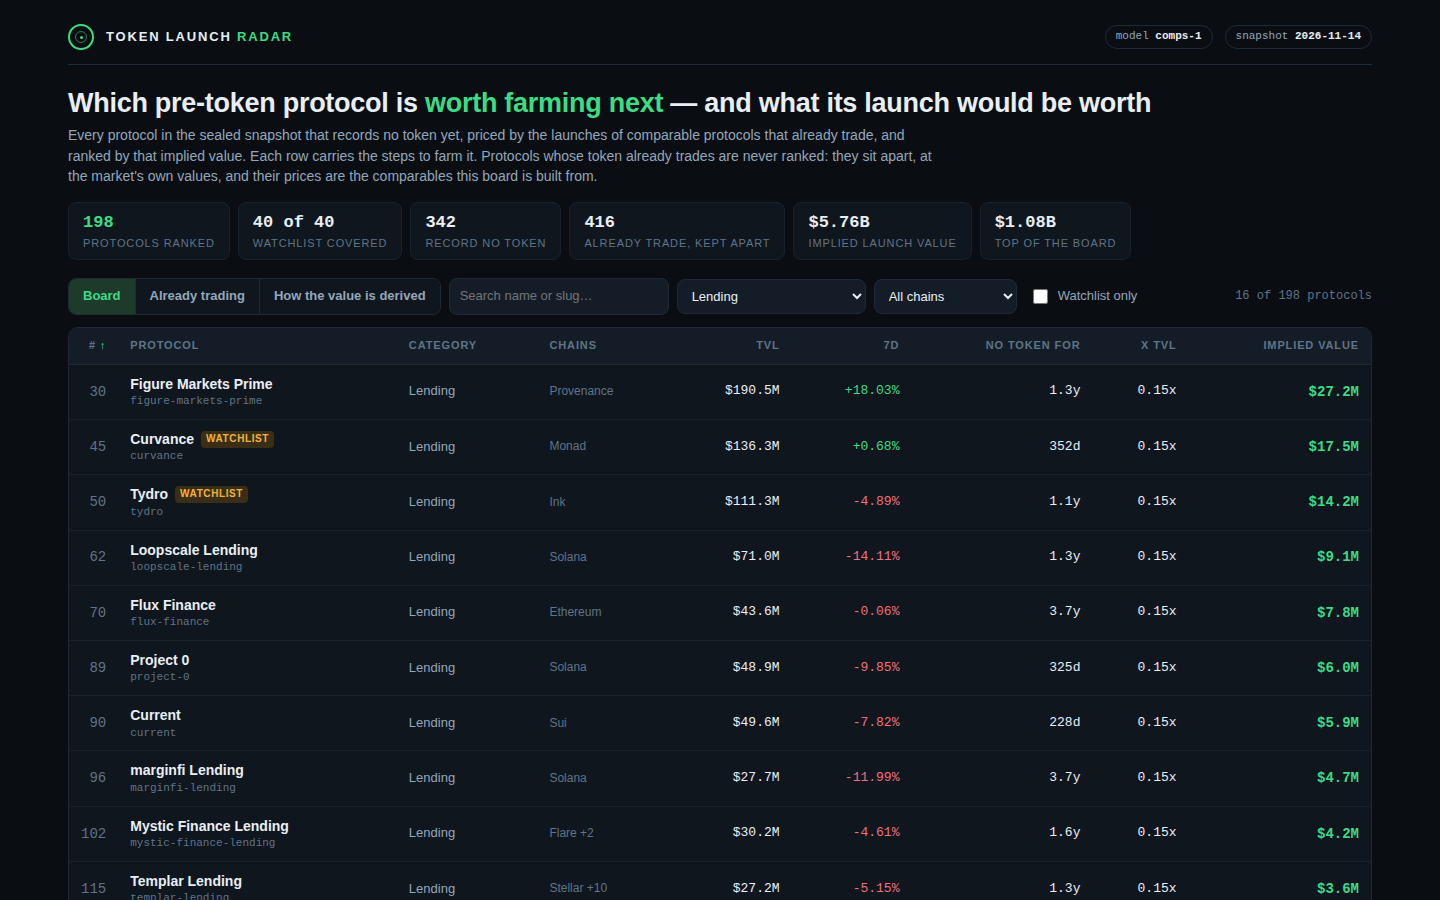 TOKEN LAUNCH RADAR
model comps-1
snapshot 2026-11-14
Which pre-token protocol is worth farming next — and what its launch would be worth
Every protocol in the sealed snapshot that records no token yet, priced by the launches of comparable protocols that already trade, and
ranked by that implied value. Each row carries the steps to farm it. Protocols whose token already trades are never ranked: they sit apart, at
the market's own values, and their prices are the comparables this board is built from.
198
PROTOCOLS RANKED
40 of 40
WATCHLIST COVERED
342
RECORD NO TOKEN
416
ALREADY TRADE, KEPT APART
$5.76B
IMPLIED LAUNCH VALUE
$1.08B
TOP OF THE BOARD
Board
Already trading
How the value is derived
Search name or slug…
Lending
All chains
Watchlist only
16 of 198 protocols
# ↑ PROTOCOL CATEGORY CHAINS TVL 7D NO TOKEN FOR X TVL IMPLIED VALUE
30 Figure Markets Prime Lending Provenance $190.5M +18.03% 1.3y 0.15x $27.2M
figure-markets-prime
45 Curvance WATCHLIST Lending Monad $136.3M +0.68% 352d 0.15x $17.5M
curvance
50 Tydro WATCHLIST Lending Ink $111.3M -4.89% 1.1y 0.15x $14.2M
tydro
62 Loopscale Lending Lending Solana $71.0M -14.11% 1.3y 0.15x $9.1M
loopscale-lending
70 Flux Finance Lending Ethereum $43.6M -0.06% 3.7y 0.15x $7.8M
flux-finance
89 Project 0 Lending Solana $48.9M -9.85% 325d 0.15x $6.0M
project-0
90 Current Lending Sui $49.6M -7.82% 228d 0.15x $5.9M
current
96 marginfi Lending Lending Solana $27.7M -11.99% 3.7y 0.15x $4.7M
marginfi-lending
102 Mystic Finance Lending Lending Flare +2 $30.2M -4.61% 1.6y 0.15x $4.2M
mystic-finance-lending
115 Templar Lending Lending Stellar +10 $27.2M -5.15% 1.3y 0.15x $3.6M
templar-lending